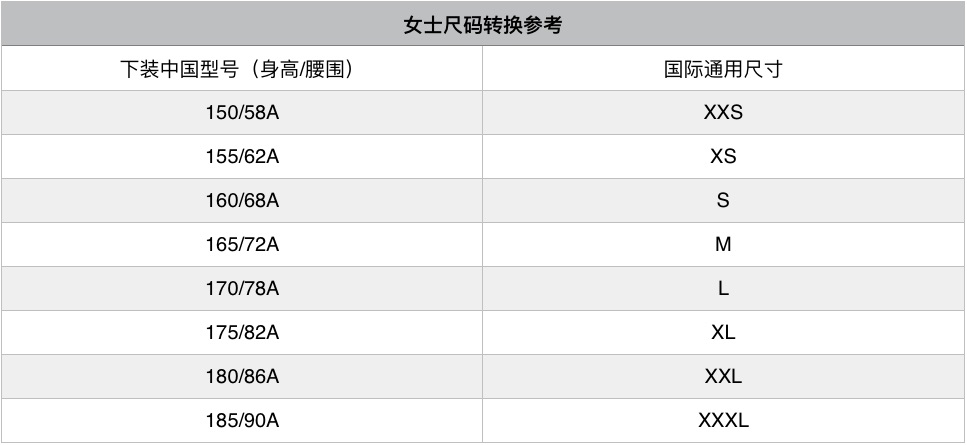 女士尺码转换参考
下装中国型号（身高/腰围） 国际通用尺寸
150/58A XXS
155/62A XS
160/68A S
165/72A M
170/78A L
175/82A XL
180/86A XXL
185/90A XXXL